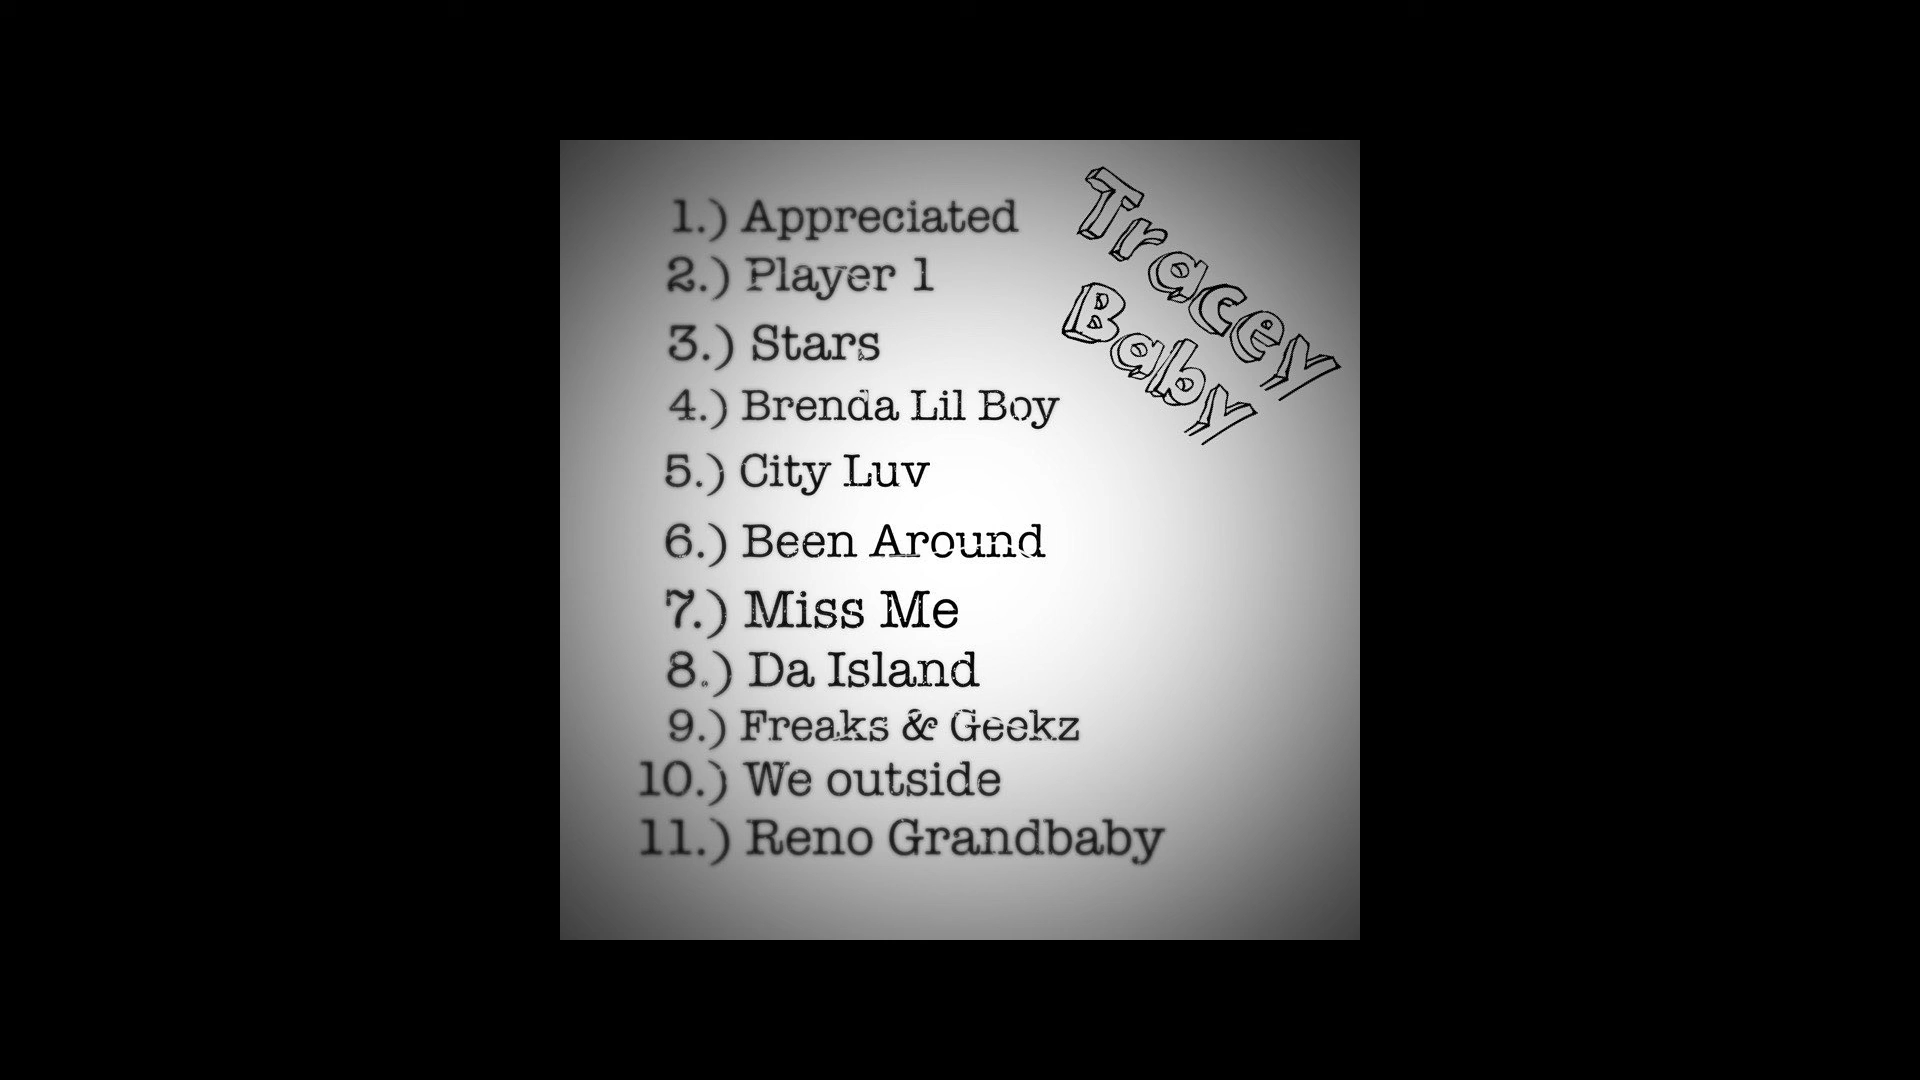 1.) Appreciated
2.) Player 1
3.) Stars
4.) Brenda Lil Boy
5.) City Luv
6.) Been Around
7.) Miss Me
8.) Da Island
9.) Freaks & Geekz
10.) We outside
11.) Reno Grandbaby
Tracey
Baby